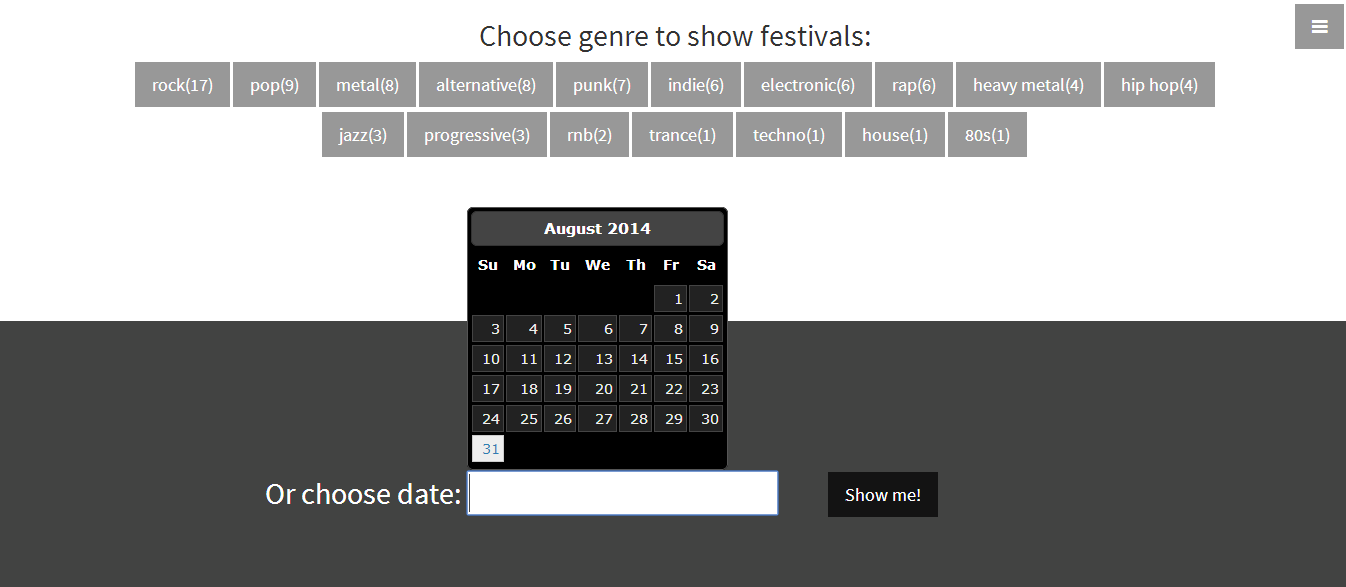 Choose genre to show festivals:
rock(17) pop(9) metal(8) alternative(8) punk(7) indie(6) electronic(6) rap(6) heavy metal(4) hip hop(4)
jazz(3) progressive(3) rnb(2) trance(1) techno(1) house(1) 80s(1)
August 2014
Su Mo Tu We Th Fr Sa
1 2
3 4 5 6 7 8 9
10 11 12 13 14 15 16
17 18 19 20 21 22 23
24 25 26 27 28 29 30
31
Or choose date: Show me!